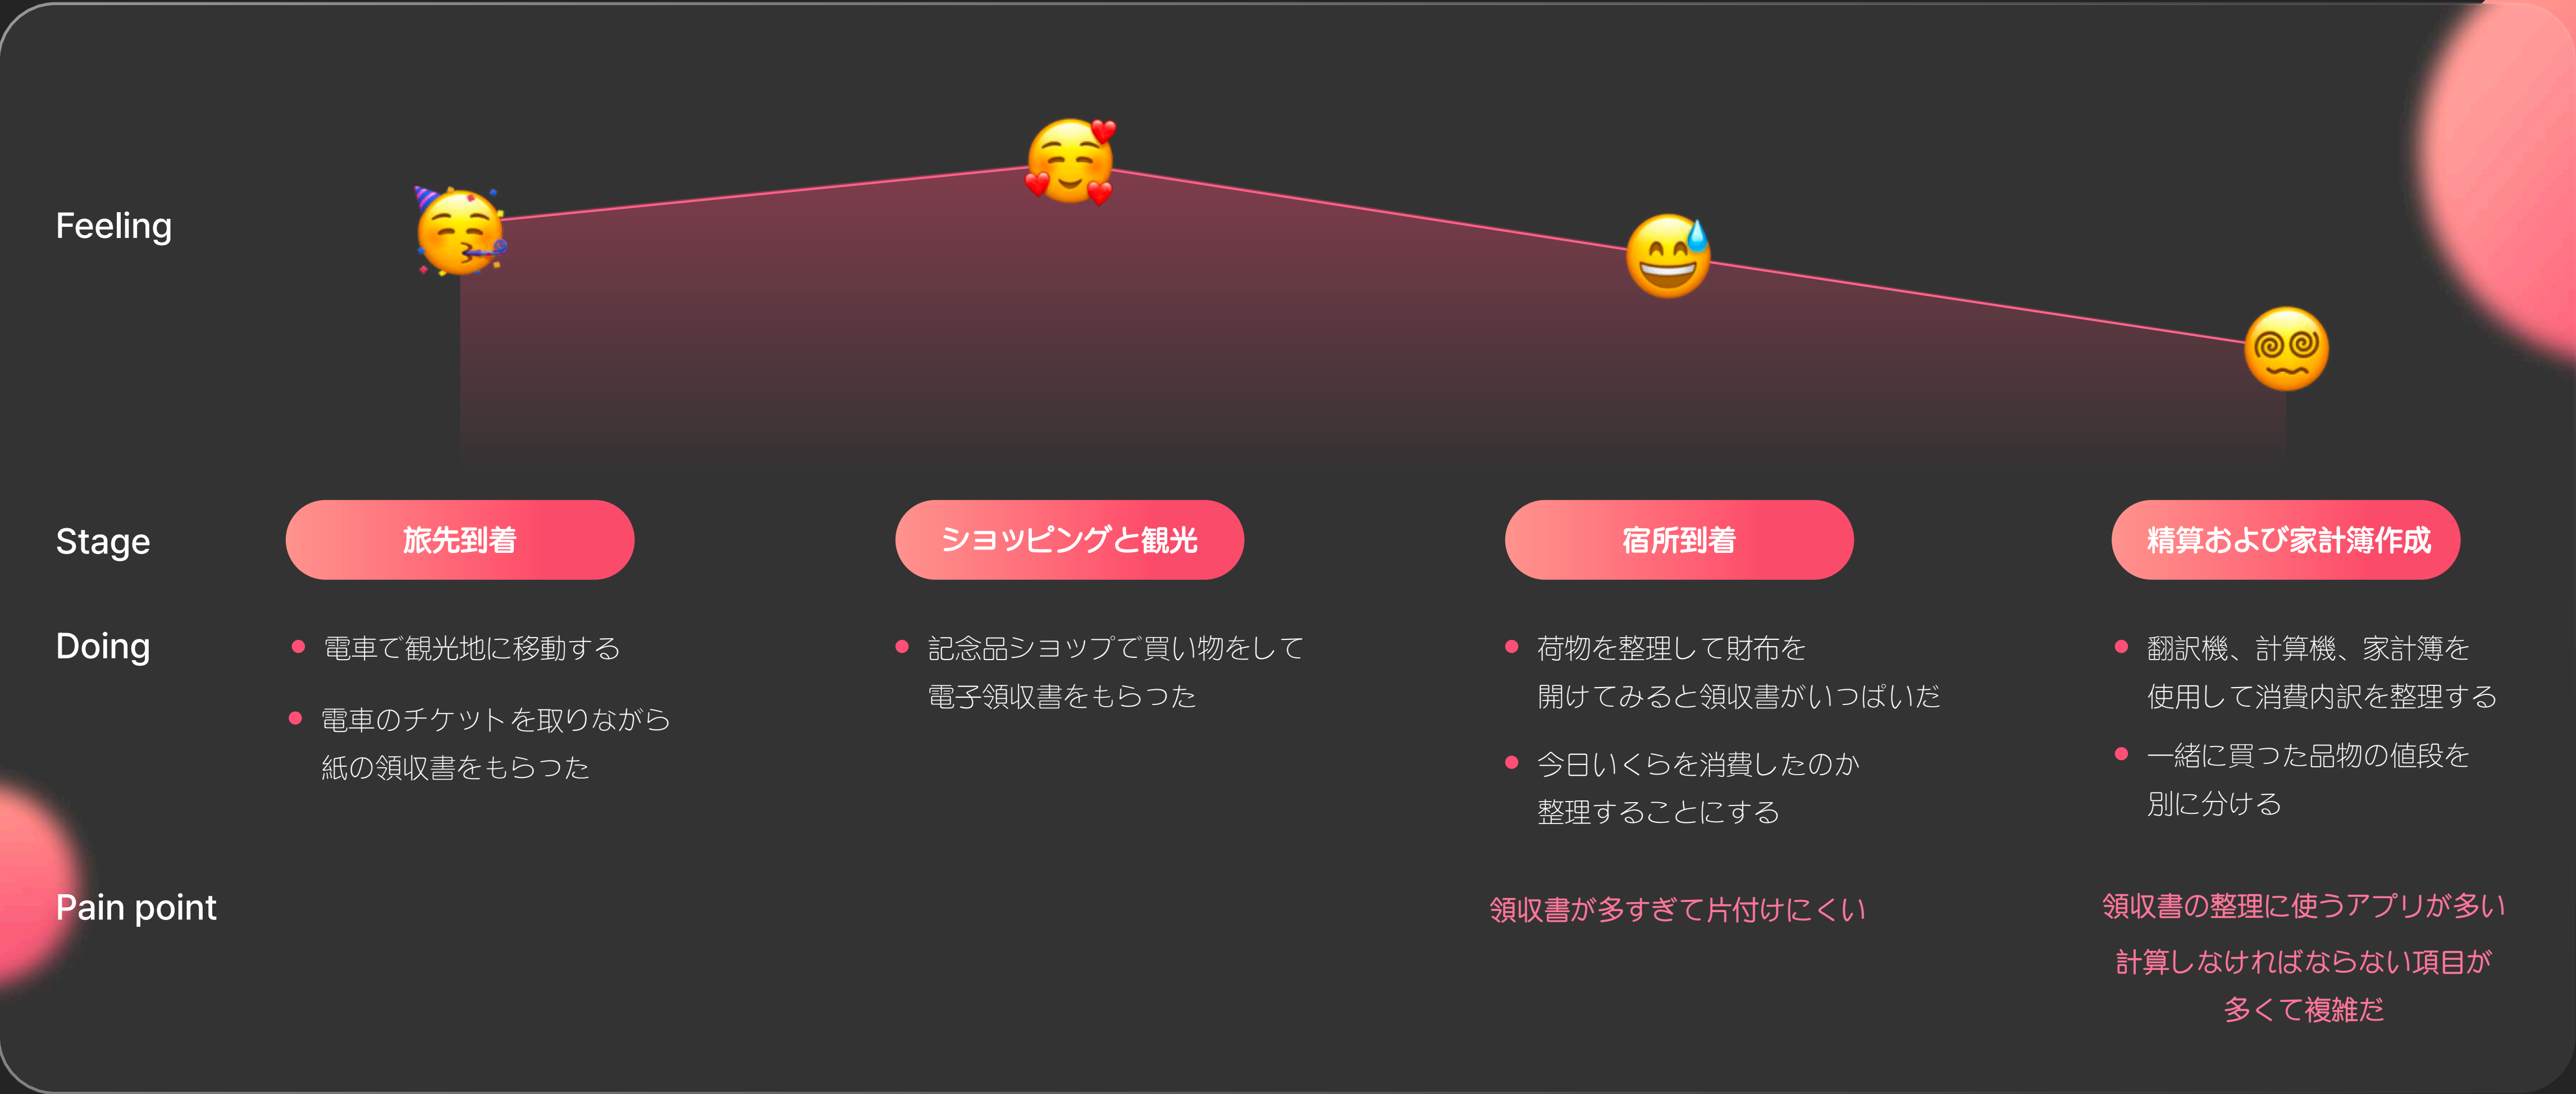 Feeling
Stage
旅先到着
ショッピングと観光
宿所到着
精算および家計簿作成
Doing
電車で観光地に移動する
電車のチケットを取りながら
紙の領収書をもらつた
記念品ショップで買い物をして
電子領収書をもらつた
荷物を整理して財布を
開けてみると領収書がいつぱいだ
今日いくらを消費したのか
整理することにする
翻訳機、計算機、家計簿を
使用して消費内訳を整理する
一緒に買つた品物の値段を
別に分ける
Pain point
領収書が多すぎて片付けにくい
領収書の整理に使うアプリが多い
計算しなければならない項目が
多くて複雑だ